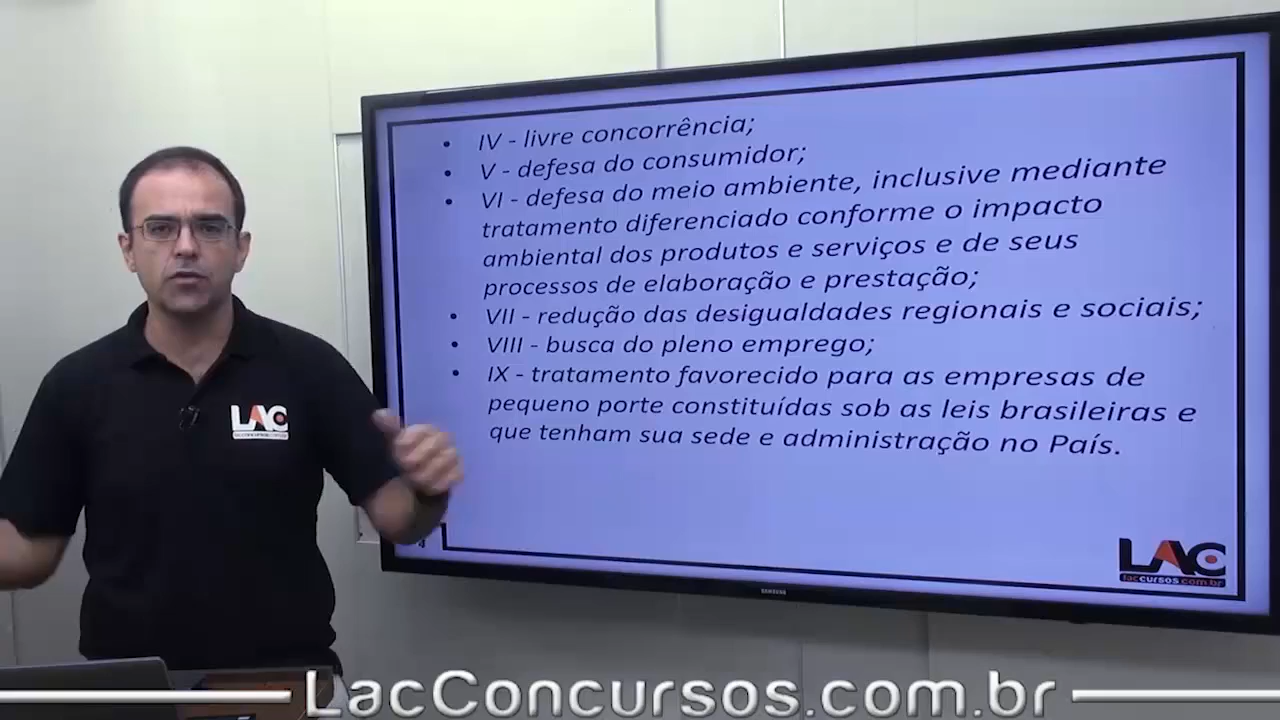 • IV - livre concorrência;
• V - defesa do consumidor;
• VI - defesa do meio ambiente, inclusive mediante
tratamento diferenciado conforme o impacto
ambiental dos produtos e serviços e de seus
processos de elaboração e prestação;
• VII - redução das desigualdades regionais e sociais;
• VIII - busca do pleno emprego;
• IX - tratamento favorecido para as empresas de
pequeno porte constituídas sob as leis brasileiras e
que tenham sua sede e administração no País.
4
LAC
laccursos.com.br
SAMSUNG
LAC
LacConcursos.com.br